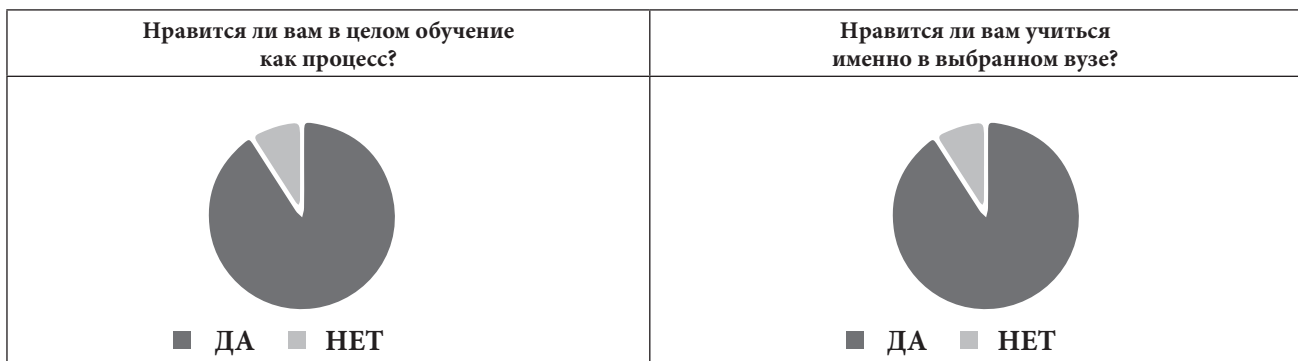 Нравится ли вам в целом обучение
как процесс?
Нравится ли вам учиться
именно в выбранном вузе?
ДА НЕТ
ДА НЕТ